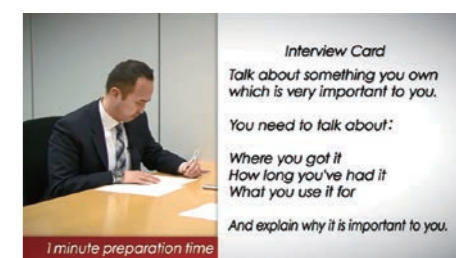 Interview Card
Talk about something you own
which is very important to you.
You need to talk about:
Where you got it
How long you've had it
What you use it for
And explain why it is important to you.
1 minute preparation time